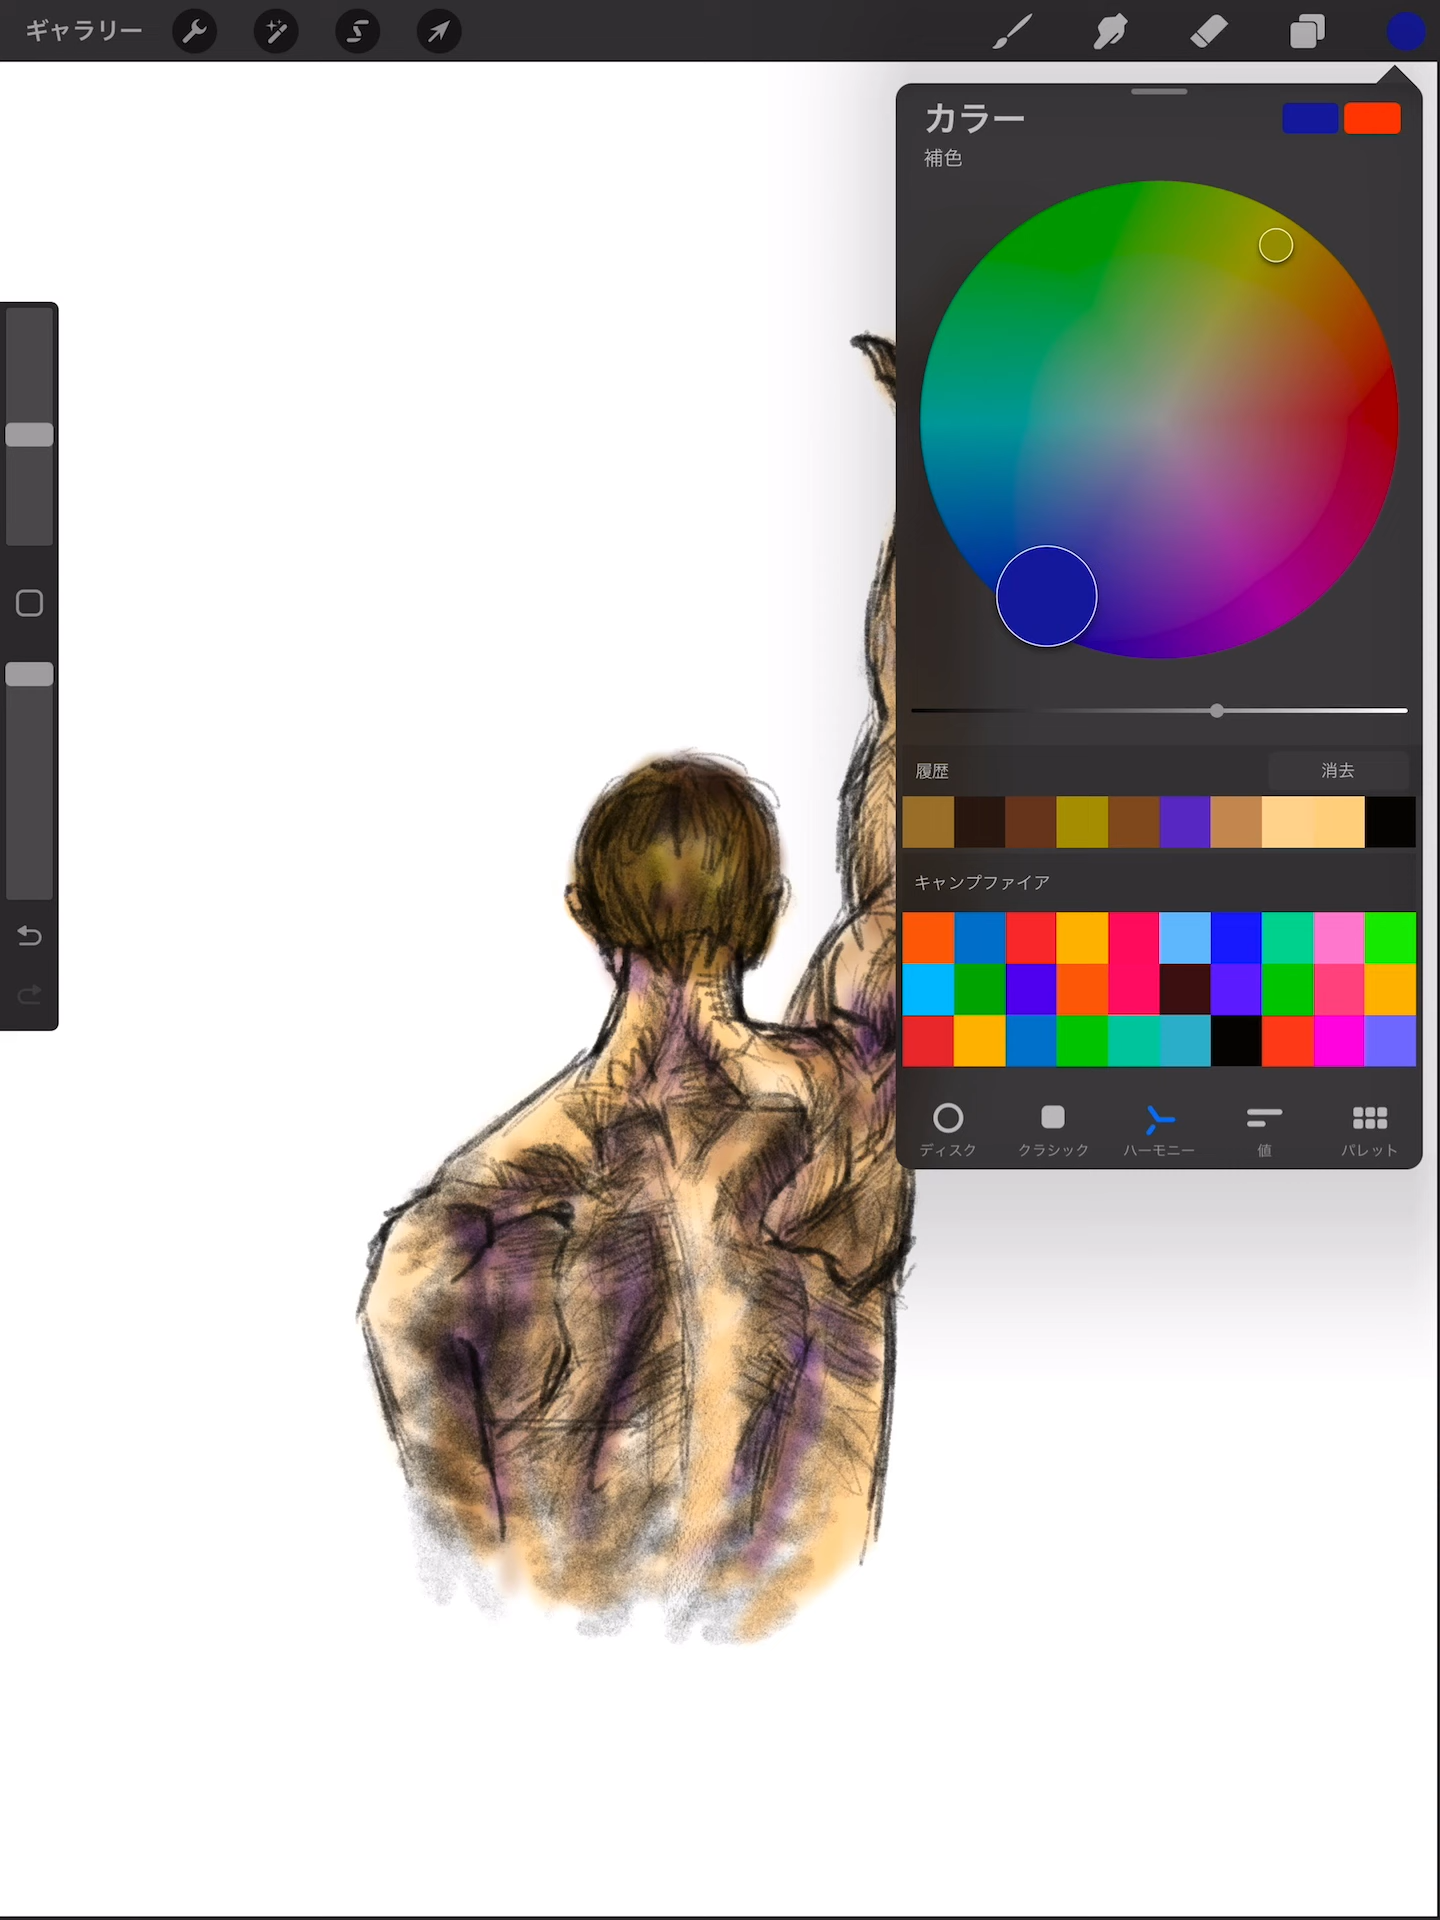 ギャラリー
カラー
補色
履歴
消去
キャンプファイア
ディスク
クラシック
ハーモニー
値
パレット